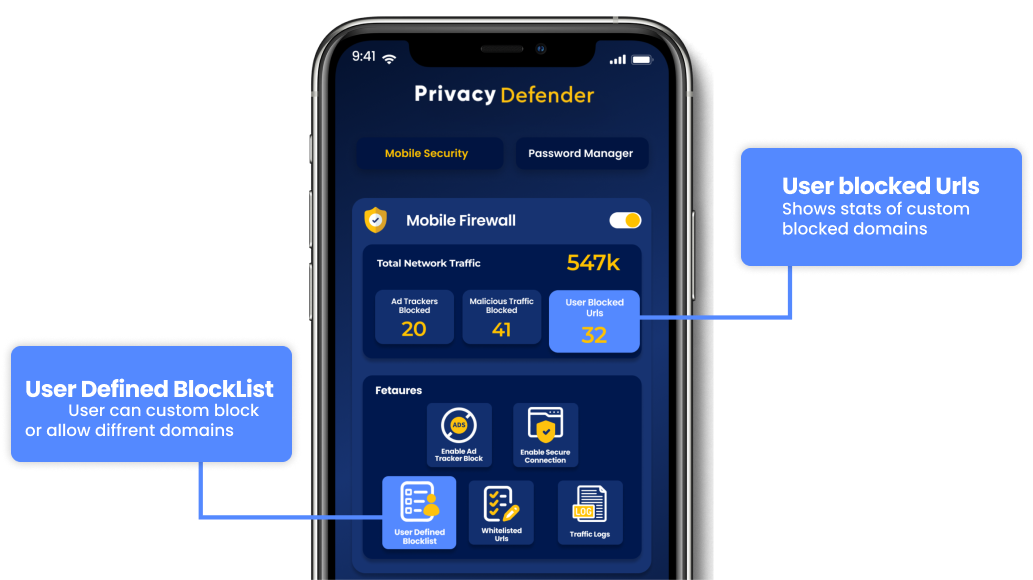 9:41
Privacy Defender
Mobile Security
Password Manager
Mobile Firewall
Total Network Traffic
547k
Ad Trackers
Blocked
20
Malicious Traffic
Blocked
41
User Blocked
Urls
32
User blocked Urls
Shows stats of custom
blocked domains
User Defined BlockList
User can custom block
or allow diffrent domains
Fetaures
ADS
Enable Ad
Tracker Block
Enable Secure
Connection
User Defined
Blocklist
Whitelisted
Urls
LOG
Traffic Logs